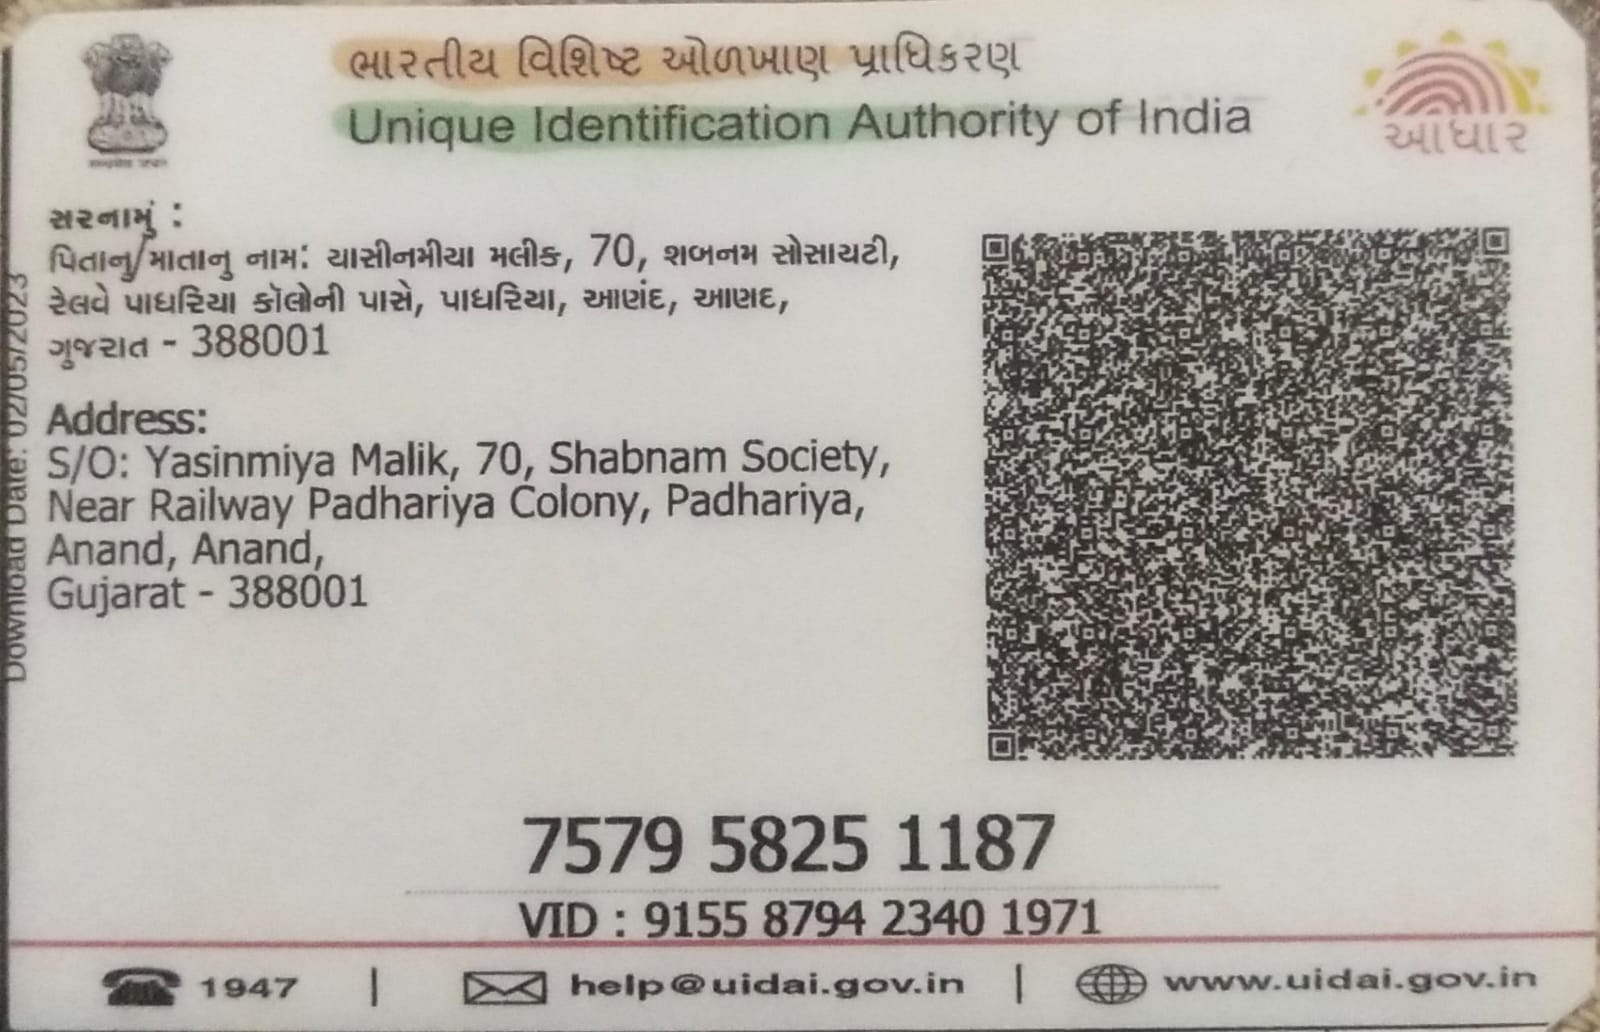 ભારતીય વિશિષ્ટ ઓળખાણ પ્રાધિકરણ
Unique Identification Authority of India
આધાર
સરનામું :
પિતાનુ/માતાનુ નામ: યાસીનમીયા મલીક, 70, શબનમ સોસાયટી,
રેલવે પાધરિયા કૉલોની પાસે, પાધરિયા, આણંદ, આણદ,
ગુજરાત - 388001
Address:
S/O: Yasinmiya Malik, 70, Shabnam Society,
Near Railway Padhariya Colony, Padhariya,
Anand, Anand,
Gujarat - 388001
Download Date: 02/05/2023
7579 5825 1187
VID : 9155 8794 2340 1971
1947 | help@uidai.gov.in | www.uidai.gov.in